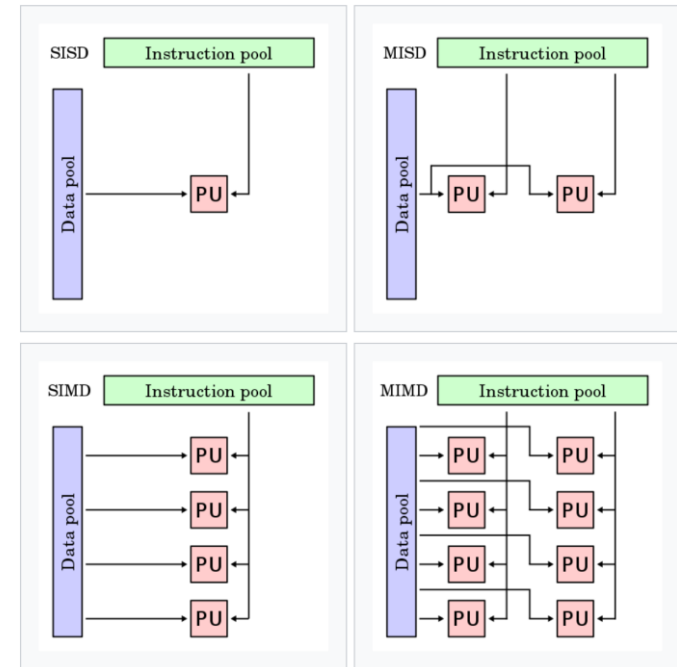 SISD Instruction pool
Data pool
PU
MISD Instruction pool
Data pool
PU PU
SIMD Instruction pool
Data pool
PU
PU
PU
PU
MIMD Instruction pool
Data pool
PU PU
PU PU
PU PU
PU PU